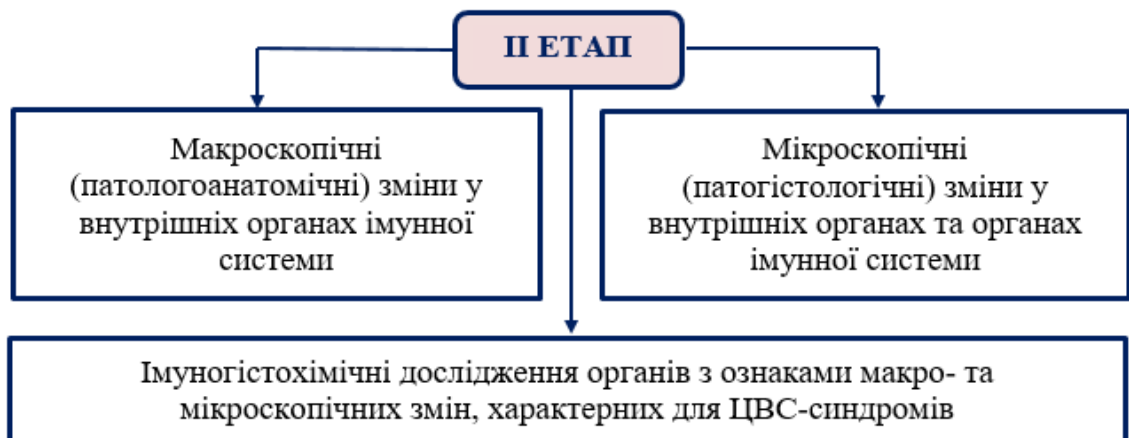 ІІ ЕТАП
Макроскопічні
(патологоанатомічні) зміни у
внутрішніх органах імунної
системи
Мікроскопічні
(патогістологічні) зміни у
внутрішніх органах та органах
імунної системи
Імуногістохімічні дослідження органів з ознаками макро- та
мікроскопічних змін, характерних для ЦВС-синдромів